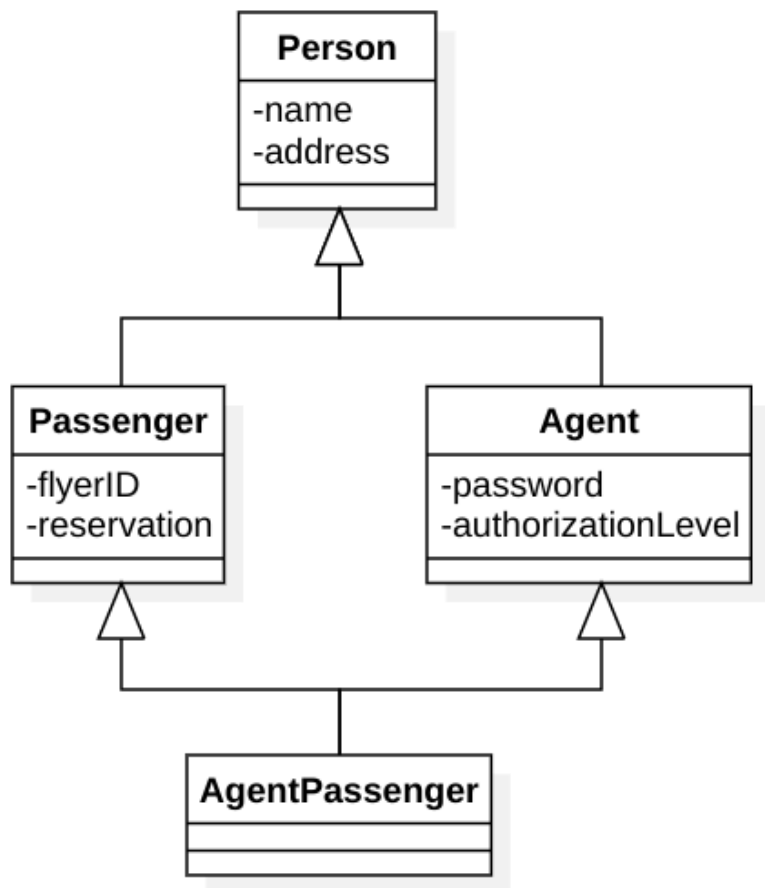 Person
-name
-address
Passenger
-flyerID
-reservation
Agent
-password
-authorizationLevel
AgentPassenger